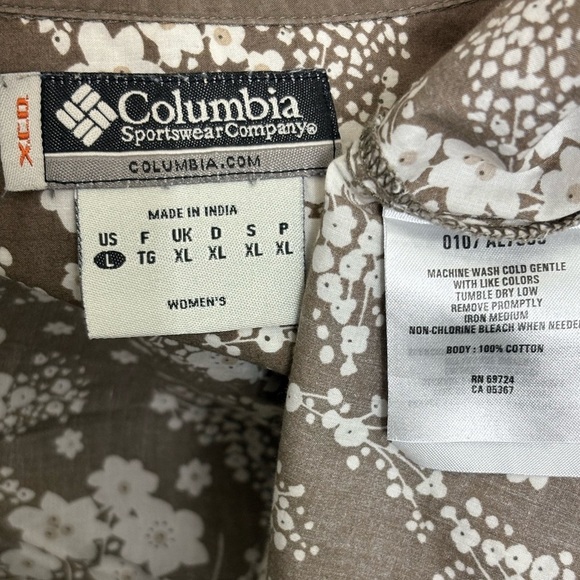 X.C.O.
Columbia
Sportswear Company®
COLUMBIA.COM
MADE IN INDIA
US F UK D S P
L TG XL XL XL XL
WOMEN'S
0107
MACHINE WASH COLD GENTLE
WITH LIKE COLORS
TUMBLE DRY LOW
REMOVE PROMPTLY
IRON MEDIUM
NON-CHLORINE BLEACH WHEN NEEDE
BODY : 100% COTTON
RN 69724
CA 05367